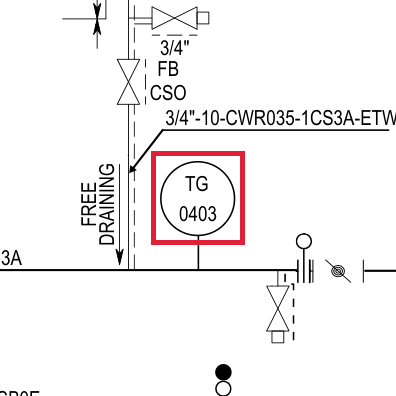 3/4"
FB
CSO
3/4"-10-CWR035-1CS3A-ETW
FREE
DRAINING
TG
0403
3A